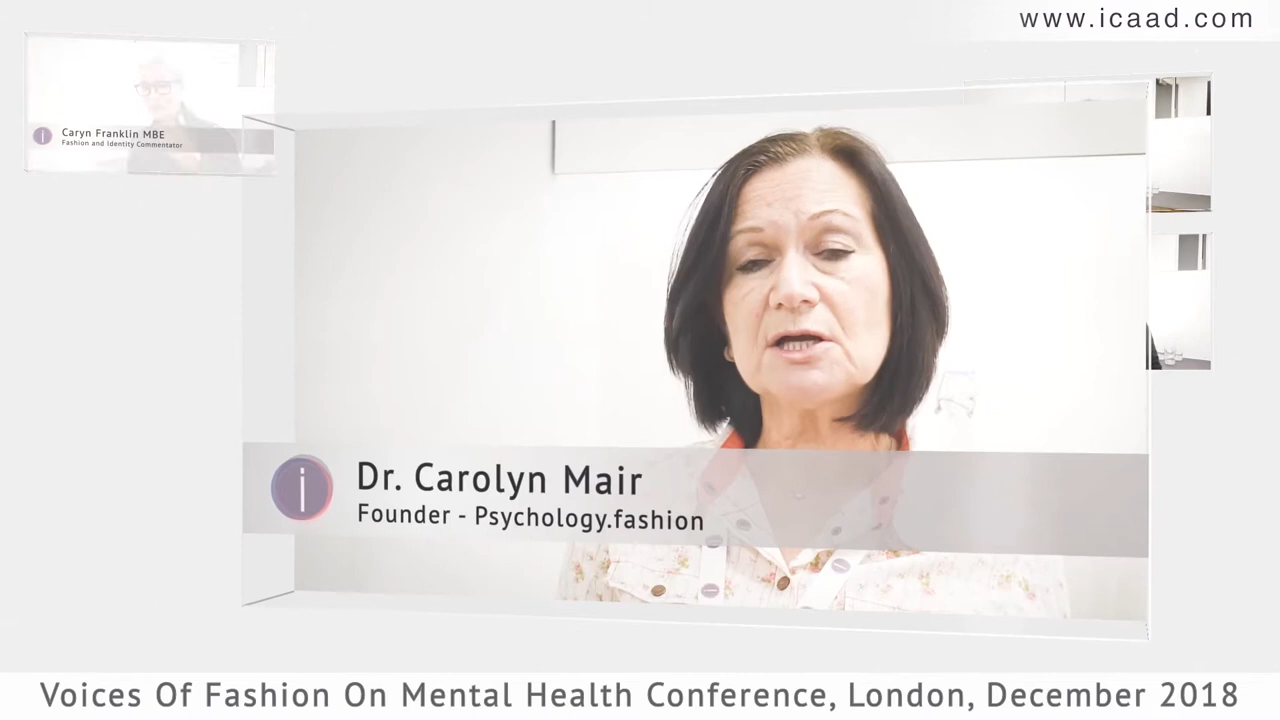 www.icaad.com
Caryn Franklin MBE
Fashion and Identity Commentator
i
Dr. Carolyn Mair
Founder - Psychology.fashion
Voices Of Fashion On Mental Health Conference, London, December 2018